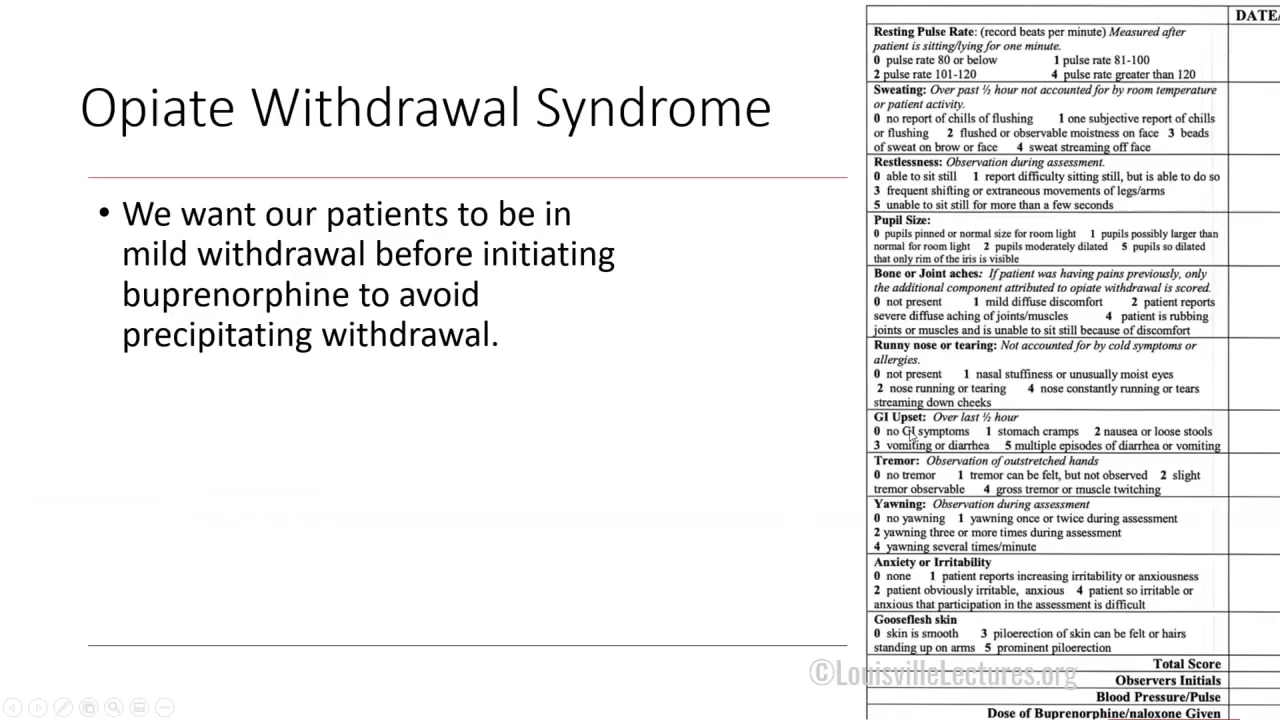 Opiate Withdrawal Syndrome
• We want our patients to be in
mild withdrawal before initiating
buprenorphine to avoid
precipitating withdrawal.
DATE/
Resting Pulse Rate: (record beats per minute) Measured after
patient is sitting/lying for one minute.
0 pulse rate 80 or below 1 pulse rate 81-100
2 pulse rate 101-120 4 pulse rate greater than 120
Sweating: Over past ½ hour not accounted for by room temperature
or patient activity.
0 no report of chills of flushing 1 one subjective report of chills
or flushing 2 flushed or observable moistness on face 3 beads
of sweat on brow or face 4 sweat streaming off face
Restlessness: Observation during assessment.
0 able to sit still 1 report difficulty sitting still, but is able to do so
3 frequent shifting or extraneous movements of legs/arms
5 unable to sit still for more than a few seconds
Pupil Size:
0 pupils pinned or normal size for room light 1 pupils possibly larger than
normal for room light 2 pupils moderately dilated 5 pupils so dilated
that only rim of the iris is visible
Bone or Joint aches: If patient was having pains previously, only
the additional component attributed to opiate withdrawal is scored.
0 not present 1 mild diffuse discomfort 2 patient reports
severe diffuse aching of joints/muscles 4 patient is rubbing
joints or muscles and is unable to sit still because of discomfort
Runny nose or tearing: Not accounted for by cold symptoms or
allergies.
0 not present 1 nasal stuffiness or unusually moist eyes
2 nose running or tearing 4 nose constantly running or tears
streaming down cheeks
GI Upset: Over last ½ hour
0 no GI symptoms 1 stomach cramps 2 nausea or loose stools
3 vomiting or diarrhea 5 multiple episodes of diarrhea or vomiting
Tremor: Observation of outstretched hands
0 no tremor 1 tremor can be felt, but not observed 2 slight
tremor observable 4 gross tremor or muscle twitching
Yawning: Observation during assessment
0 no yawning 1 yawning once or twice during assessment
2 yawning three or more times during assessment
4 yawning several times/minute
Anxiety or Irritability
0 none 1 patient reports increasing irritability or anxiousness
2 patient obviously irritable, anxious 4 patient so irritable or
anxious that participation in the assessment is difficult
Gooseflesh skin
0 skin is smooth 3 piloerection of skin can be felt or hairs
standing up on arms 5 prominent piloerection
Total Score
©LouisvilleLectures.org
Observers Initials
Blood Pressure/Pulse
Dose of Buprenorphine/naloxone Given